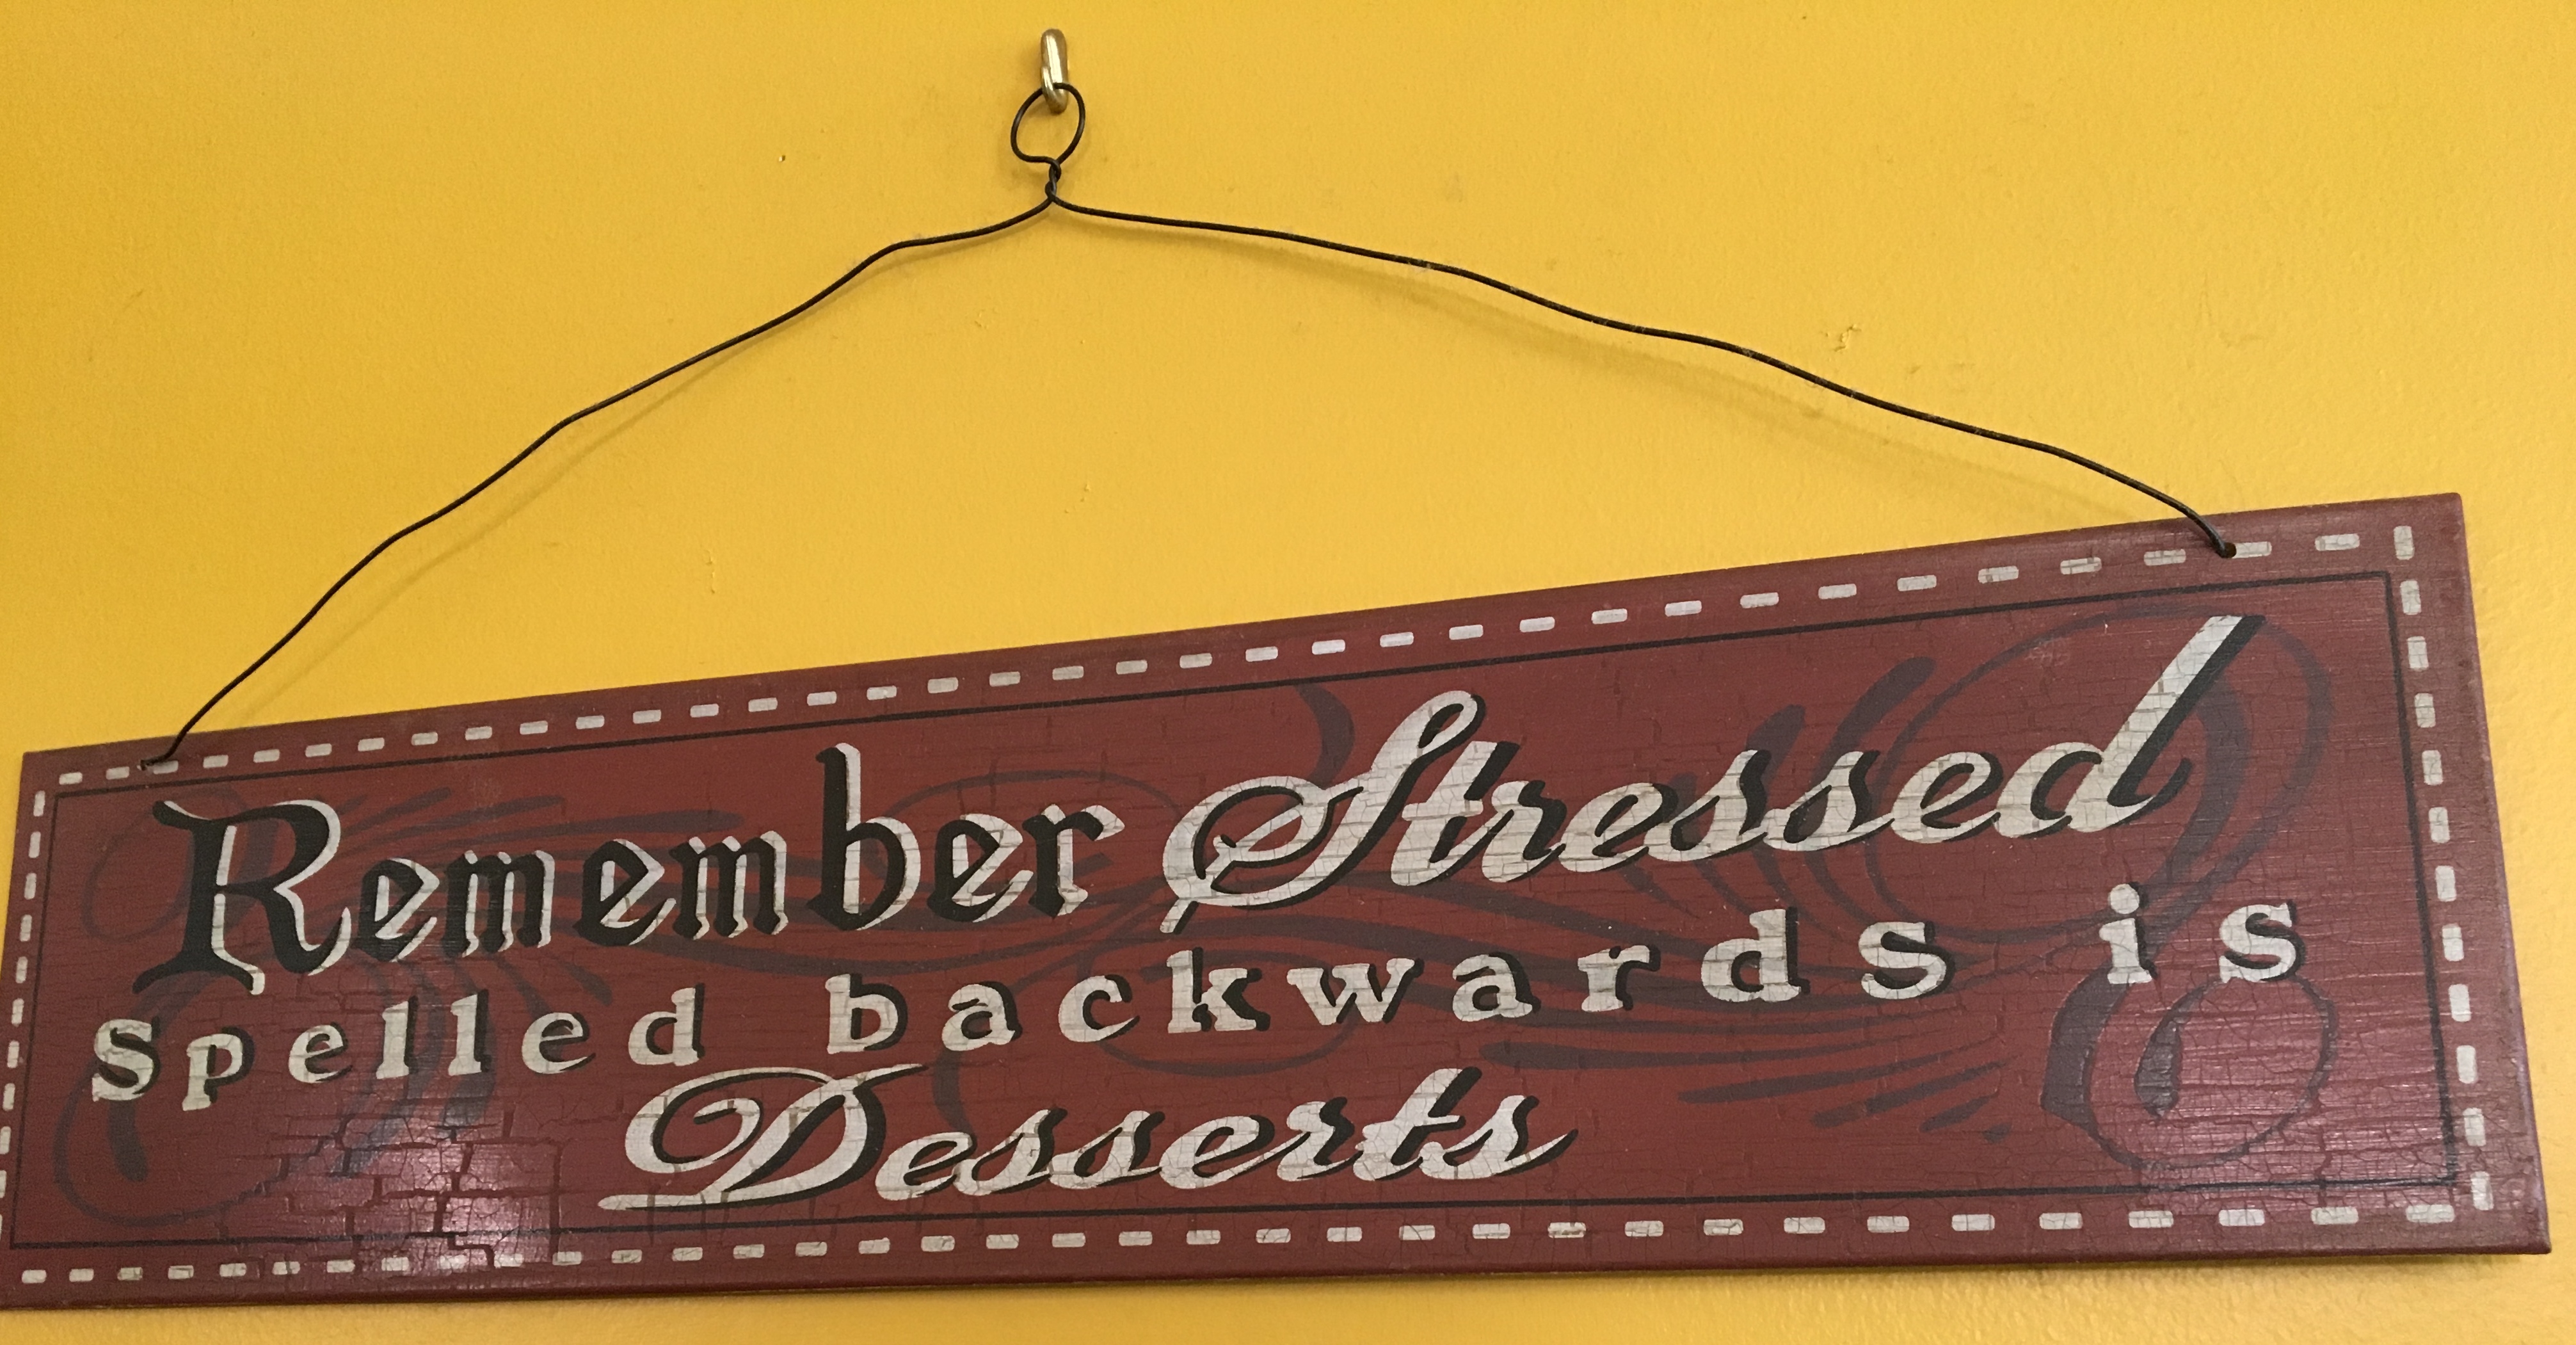 Remember Stressed
Spelled backwards is
Desserts